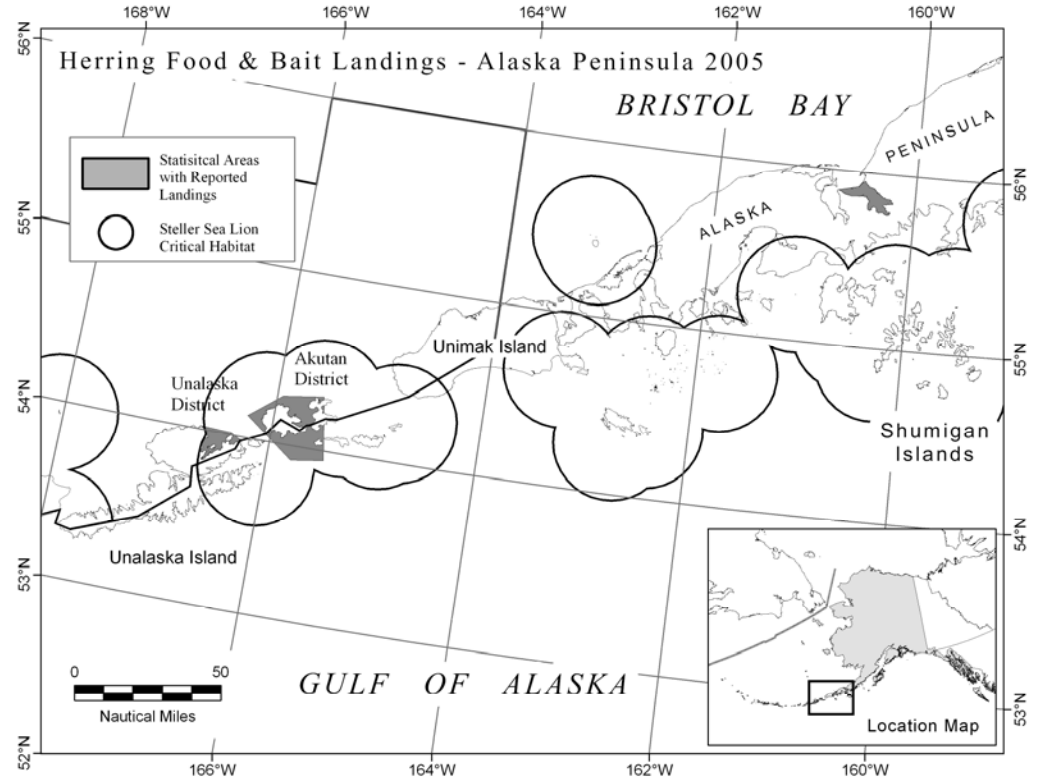 168°W
166°W
164°W
162°W
160°W
56°N
Herring Food & Bait Landings - Alaska Peninsula 2005
BRISTOL BAY
PENINSULA
ALASKA
Statisitcal Areas
with Reported
Landings
Steller Sea Lion
Critical Habitat
56°N
55°N
Unimak Island
Akutan
District
Unalaska
District
55°N
54°N
Shumigan
Islands
54°N
Unalaska Island
53°N
0
50
Nautical Miles
GULF OF ALASKA
Location Map
53°N
52°N
166°W
164°W
162°W
160°W